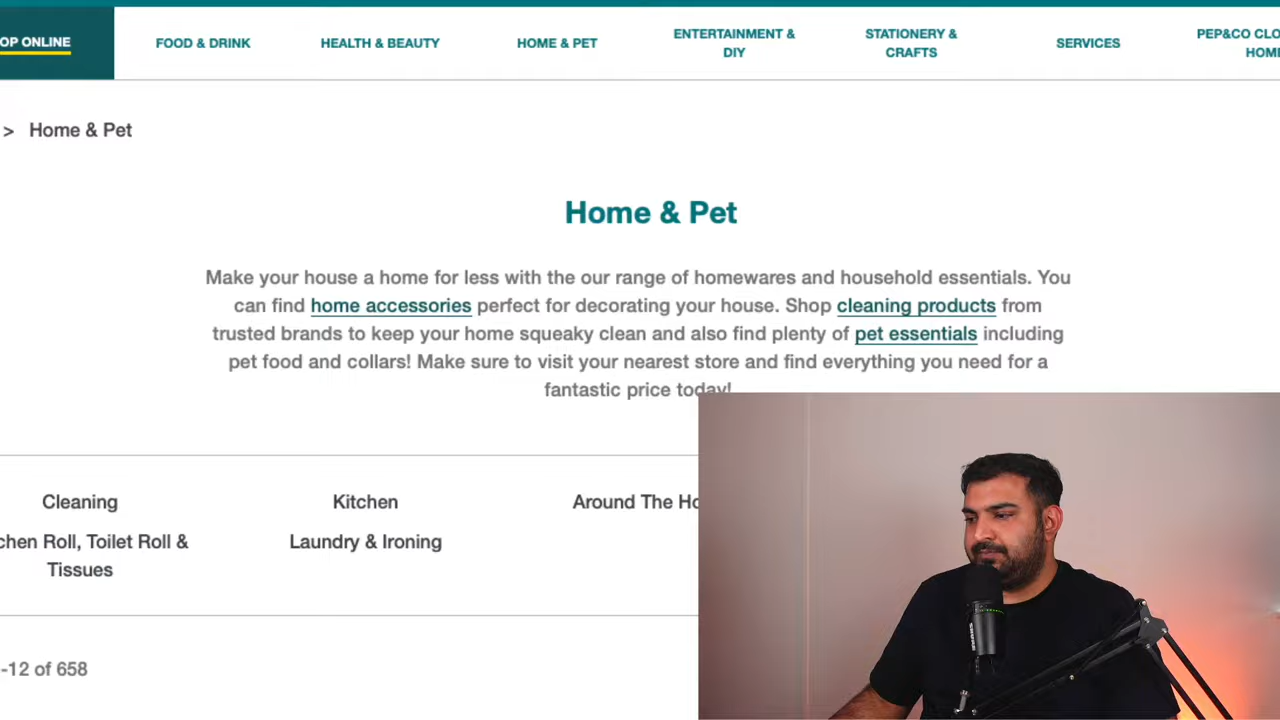 OP ONLINE
FOOD & DRINK
HEALTH & BEAUTY
HOME & PET
ENTERTAINMENT &
DIY
STATIONERY &
CRAFTS
SERVICES
PEP&CO CLO
HOME
> Home & Pet
Home & Pet
Make your house a home for less with the our range of homewares and household essentials. You
can find home accessories perfect for decorating your house. Shop cleaning products from
trusted brands to keep your home squeaky clean and also find plenty of pet essentials including
pet food and collars! Make sure to visit your nearest store and find everything you need for a
fantastic price today!
Cleaning
Kitchen
Around The Ho
chen Roll, Toilet Roll &
Tissues
Laundry & Ironing
-12 of 658